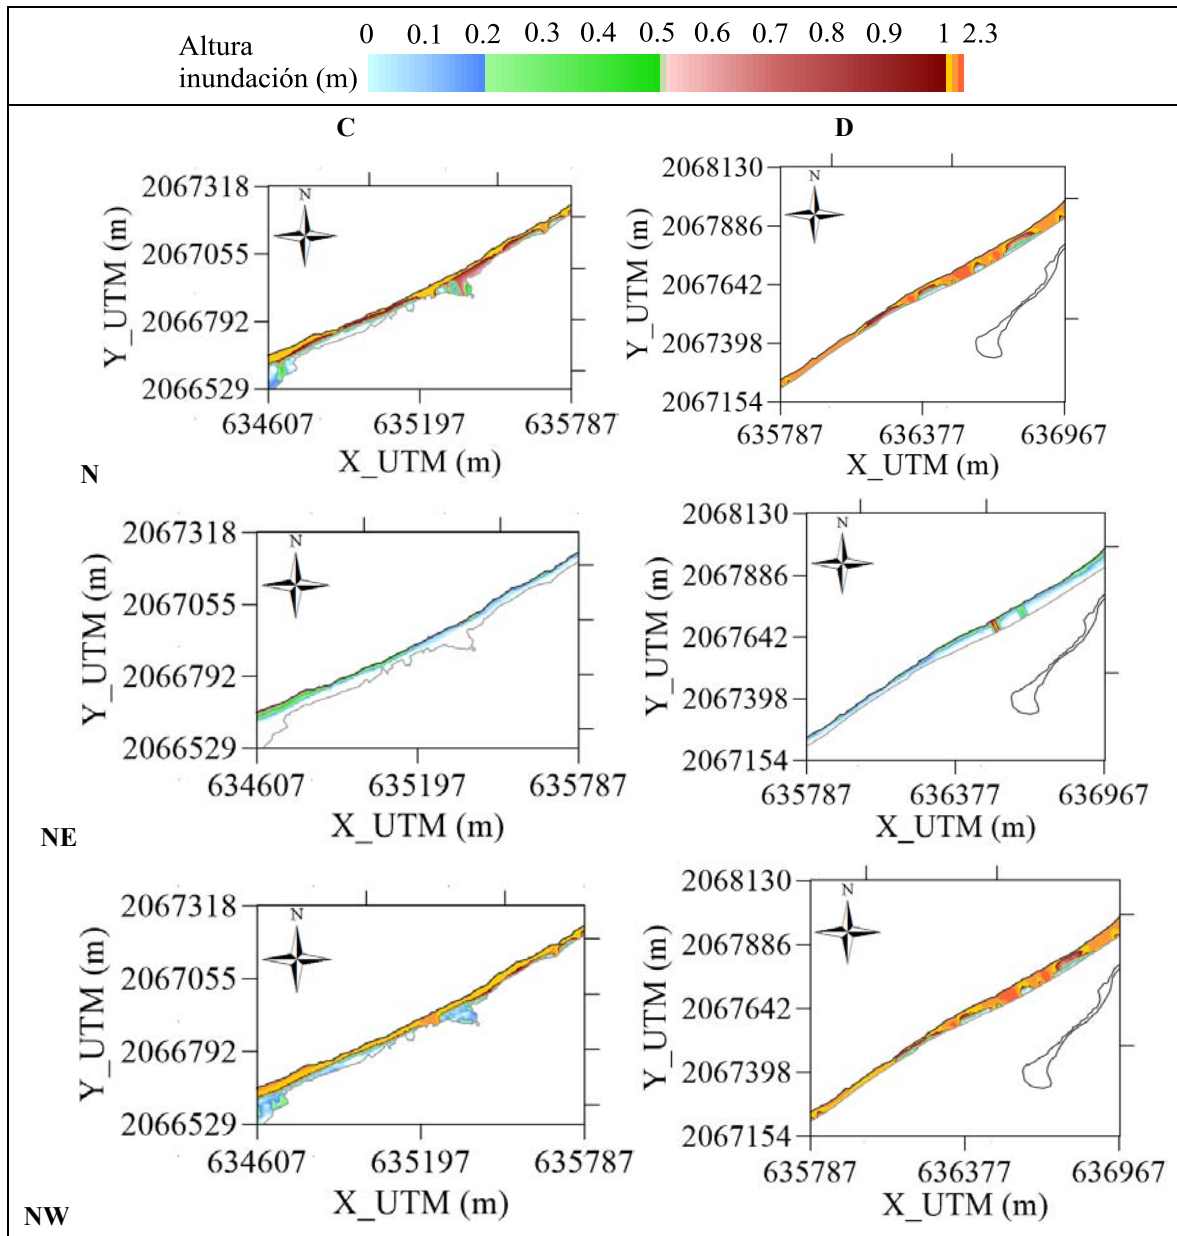 Altura
inundación (m)
0 0.1 0.2 0.3 0.4 0.5 0.6 0.7 0.8 0.9 1 2.3
C D
N
2067318
2067055
2066792
2066529
Y_UTM (m)
634607 635197 635787
X_UTM (m)
N
2068130
2067886
2067642
2067398
2067154
Y_UTM (m)
635787 636377 636967
X_UTM (m)
N
N
2067318
2067055
2066792
2066529
Y_UTM (m)
634607 635197 635787
X_UTM (m)
N
2068130
2067886
2067642
2067398
2067154
Y_UTM (m)
635787 636377 636967
X_UTM (m)
NE
N
2067318
2067055
2066792
2066529
Y_UTM (m)
634607 635197 635787
X_UTM (m)
N
2068130
2067886
2067642
2067398
2067154
Y_UTM (m)
635787 636377 636967
X_UTM (m)
NW